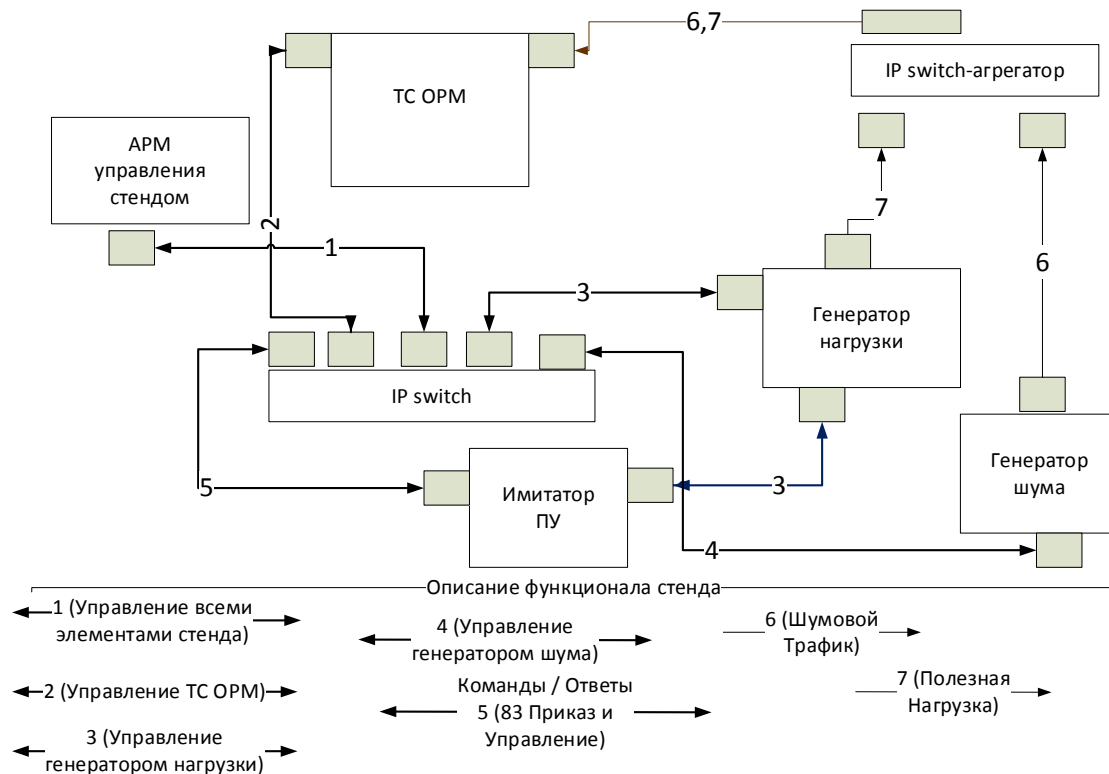 6,7
ТС ОРМ
IP switch-агрегатор
АРМ
управления
стендом
2
1
7
6
3
Генератор
нагрузки
IP switch
Генератор
шума
5
Имитатор
ПУ
3
4
Описание функционала стенда
1 (Управление всеми
элементами стенда)
4 (Управление
генератором шума)
6 (Шумовой
Трафик)
2 (Управление ТС ОРМ)
Команды / Ответы
5 (83 Приказ и
Управление)
7 (Полезная
Нагрузка)
3 (Управление
генератором нагрузки)